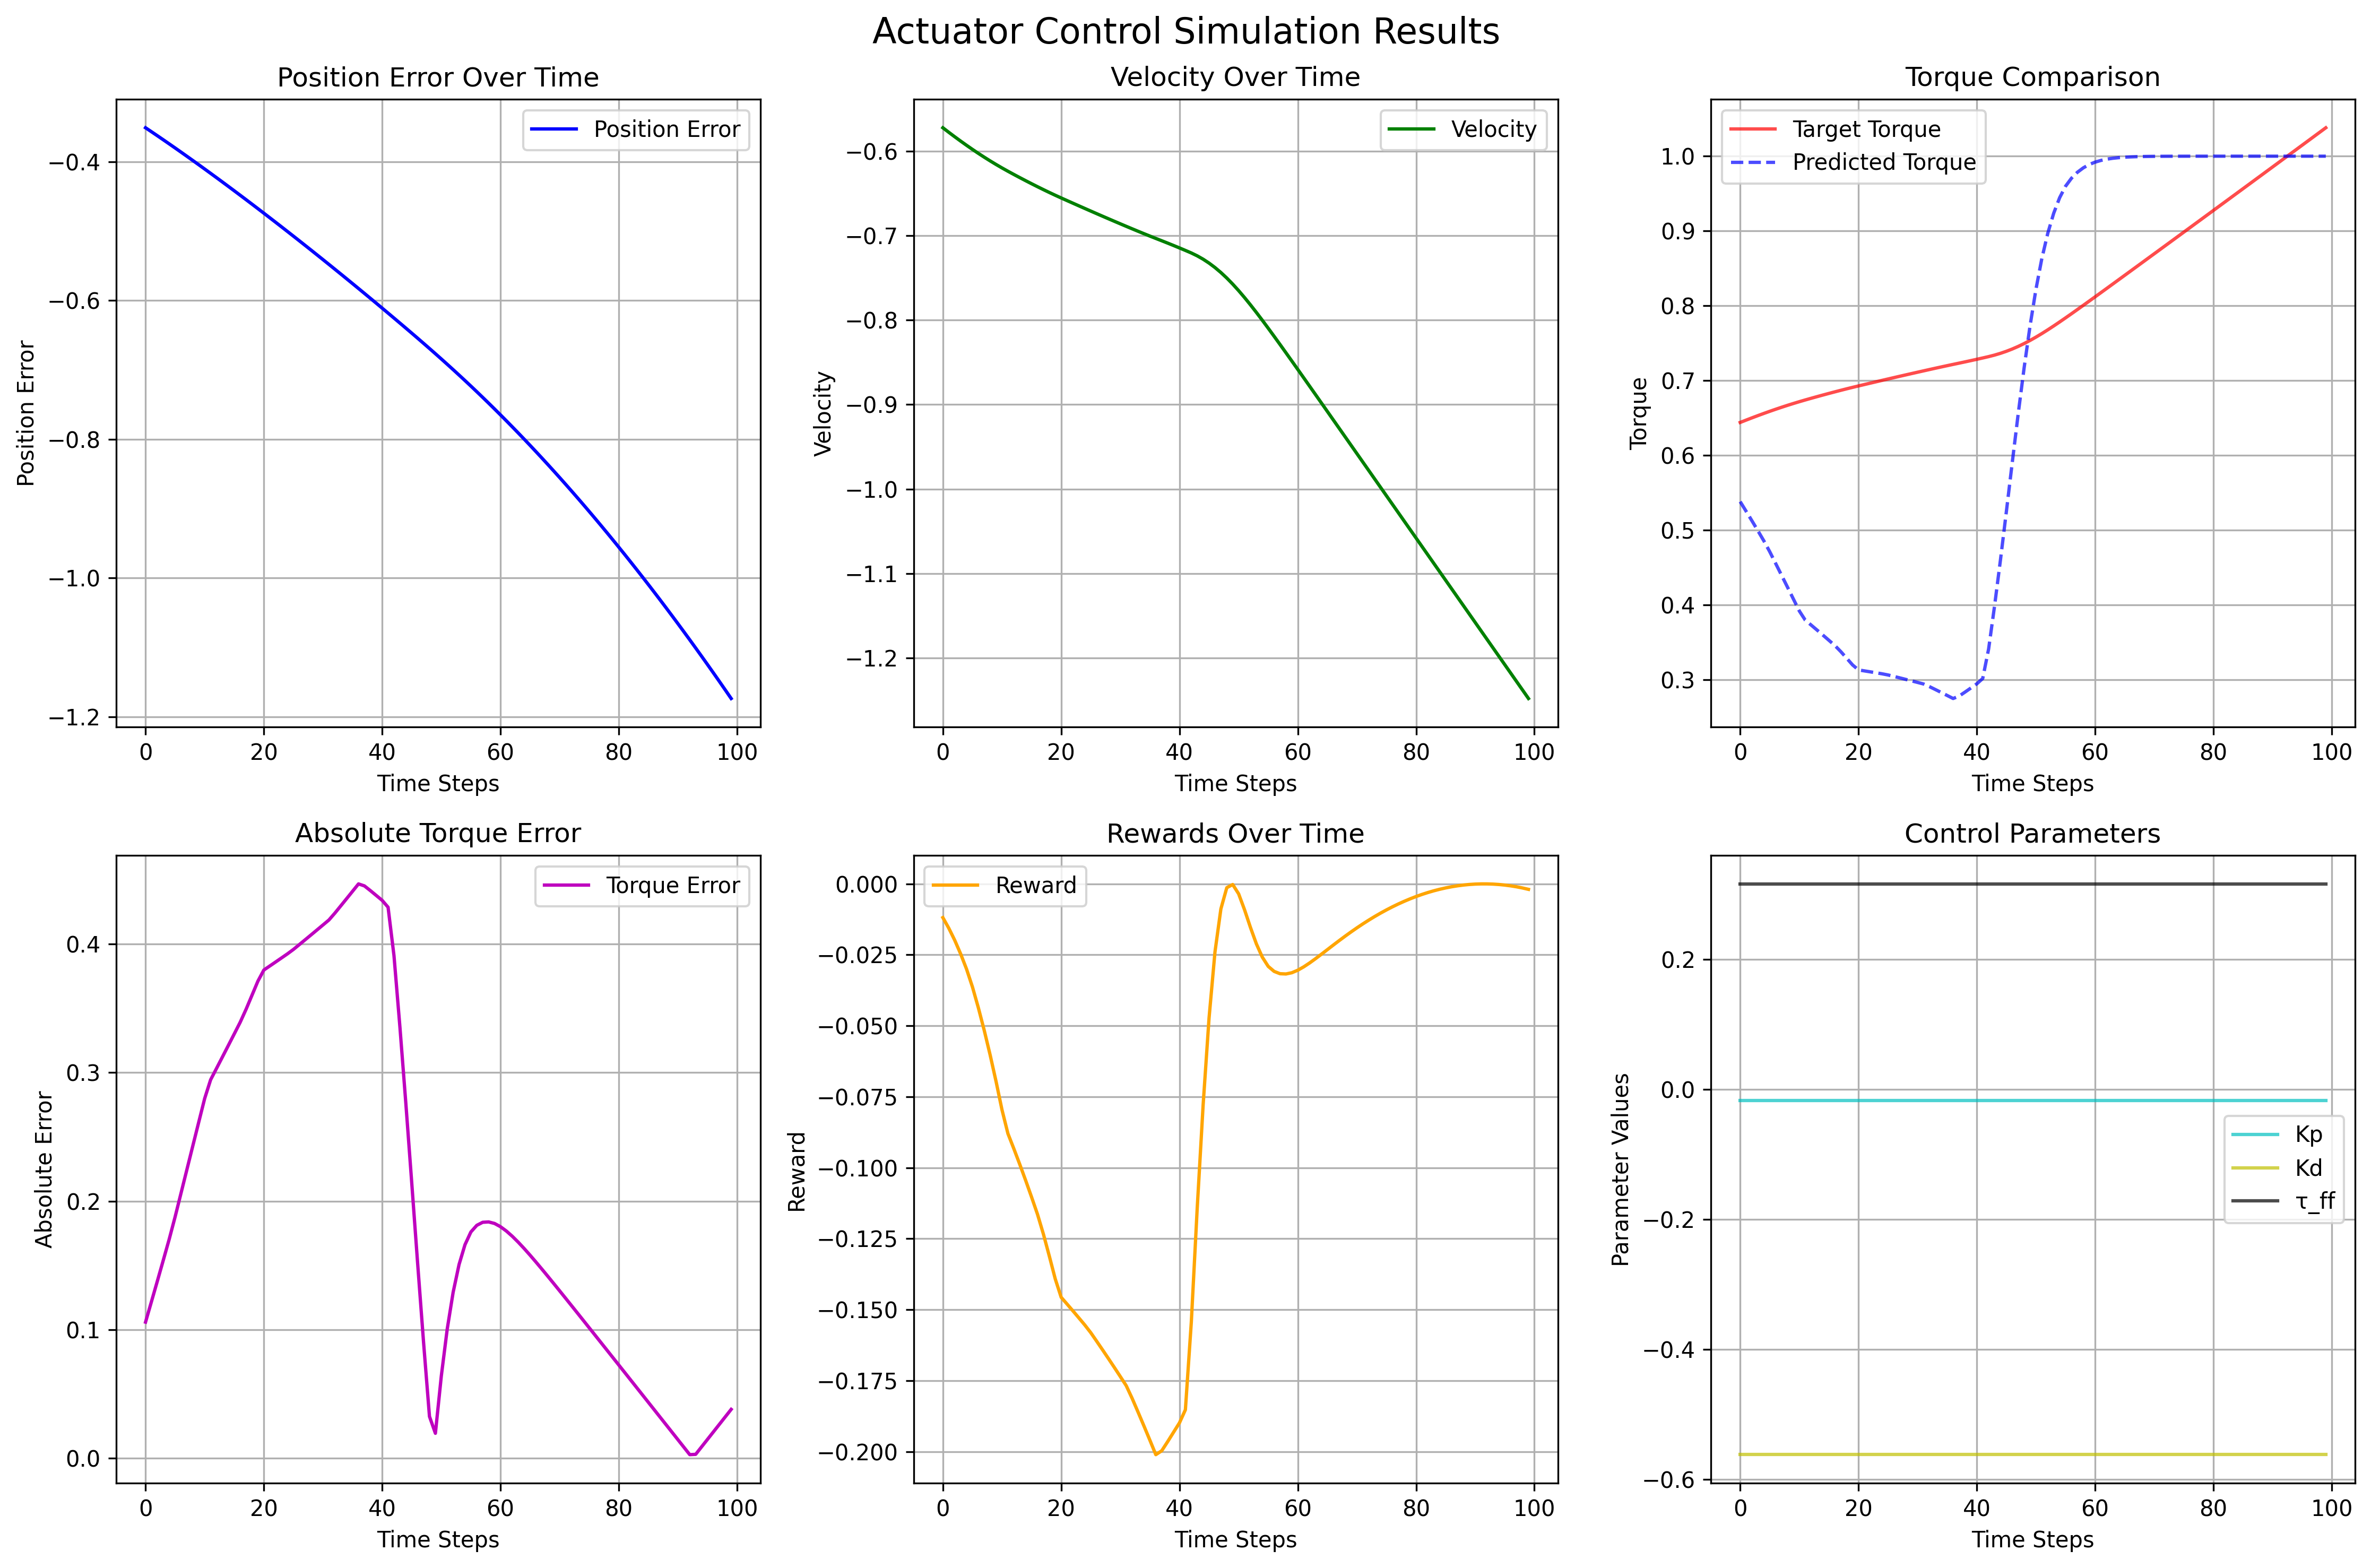 Actuator Control Simulation Results
Position Error Over Time
Position Error
−0.4
−0.6
−0.8
−1.0
−1.2
0 20 40 60 80 100
Time Steps
Position Error
Velocity Over Time
Velocity
−0.6
−0.7
−0.8
−0.9
−1.0
−1.1
−1.2
0 20 40 60 80 100
Time Steps
Velocity
Torque Comparison
Target Torque
Predicted Torque
1.0
0.9
0.8
0.7
0.6
0.5
0.4
0.3
0 20 40 60 80 100
Time Steps
Torque
Absolute Torque Error
Torque Error
0.4
0.3
0.2
0.1
0.0
0 20 40 60 80 100
Time Steps
Absolute Error
Rewards Over Time
Reward
0.000
−0.025
−0.050
−0.075
−0.100
−0.125
−0.150
−0.175
−0.200
0 20 40 60 80 100
Time Steps
Reward
Control Parameters
0.2
0.0
−0.2
−0.4
−0.6
Kp
Kd
τ_ff
0 20 40 60 80 100
Time Steps
Parameter Values